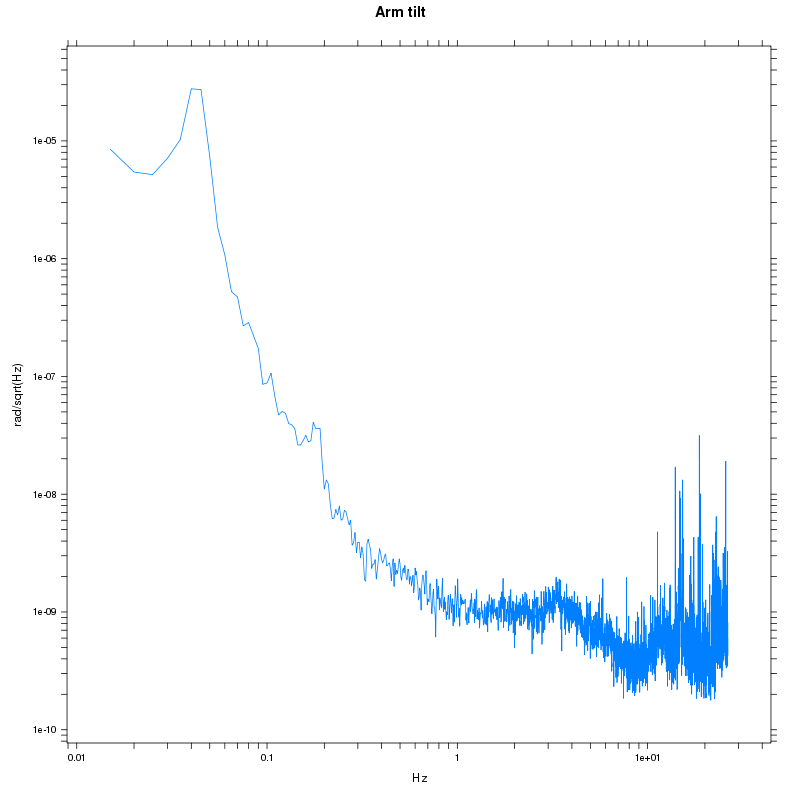 Arm tilt
1e-05
1e-06
1e-07
1e-08
1e-09
1e-10
rad/sqrt(Hz)
0.01 0.1 1 1e+01
Hz